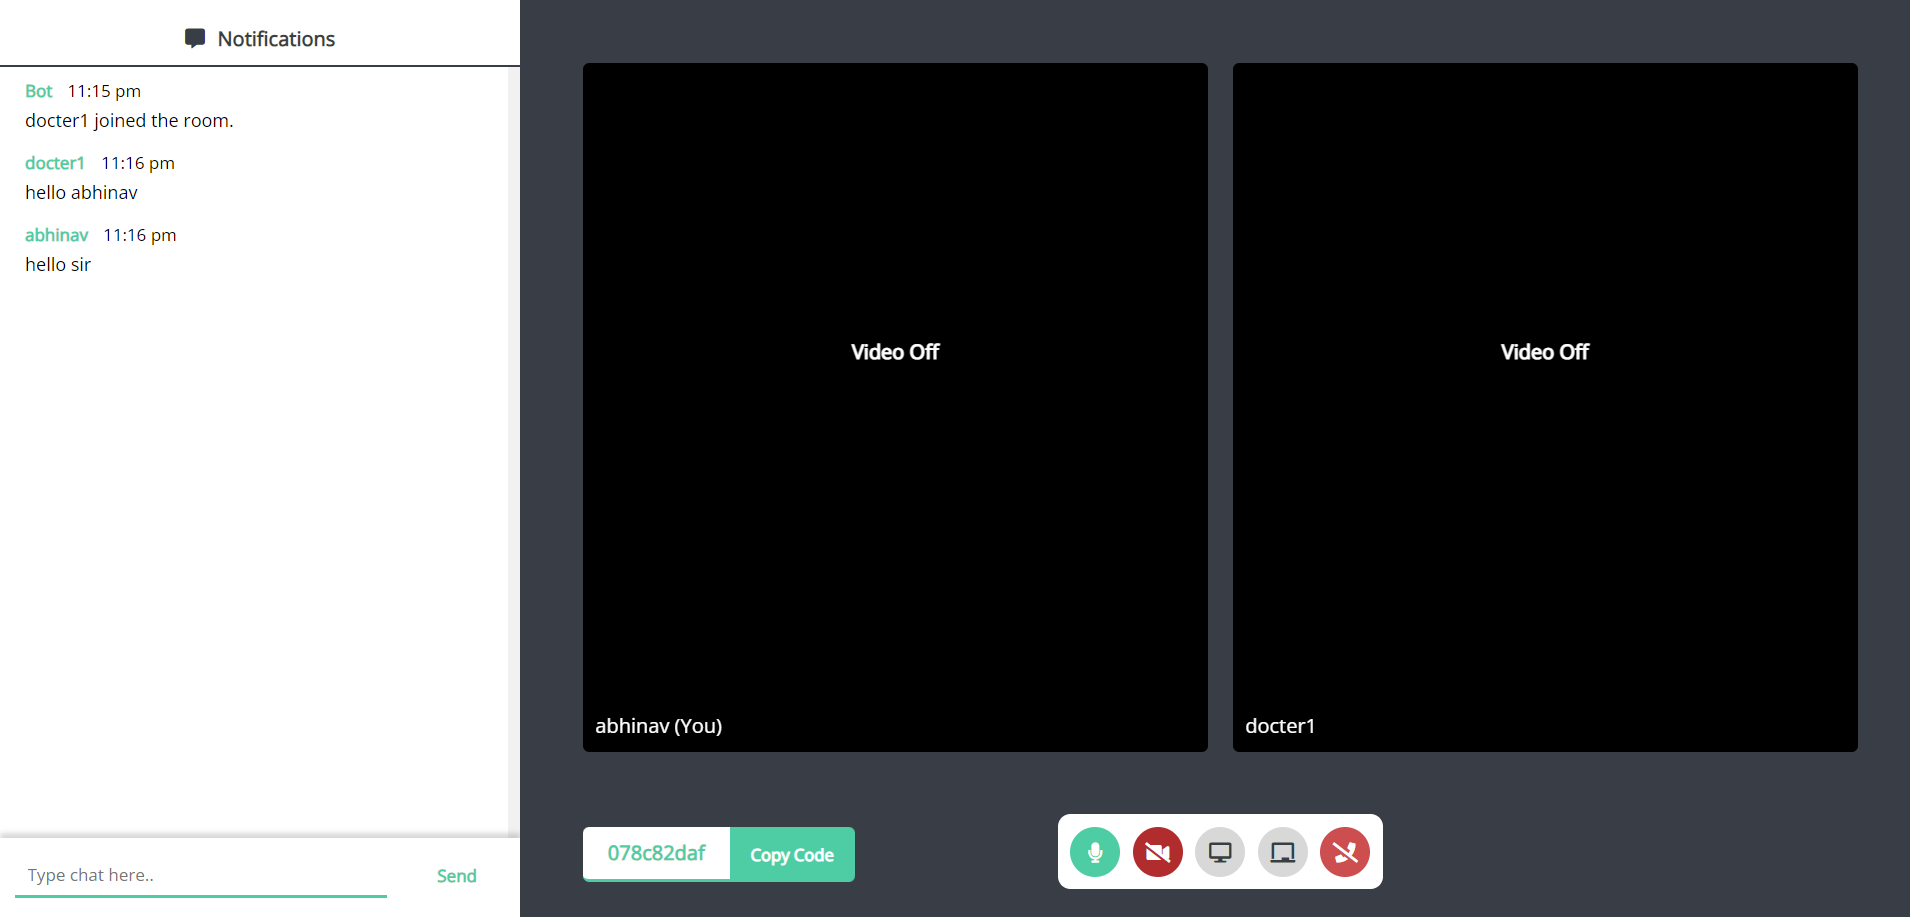 Notifications
Bot 11:15 pm
docter1 joined the room.
docter1 11:16 pm
hello abhinav
abhinav 11:16 pm
hello sir
Type chat here..
Send
Video Off
abhinav (You)
Video Off
docter1
078c82daf
Copy Code